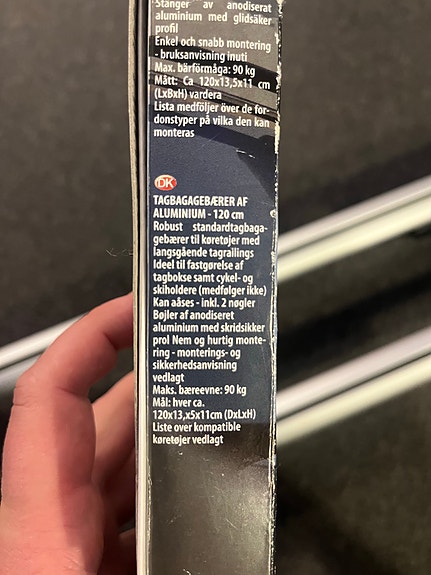 Stänger av anodiserat
aluminium med glidsäker
profil
Enkel och snabb montering
- bruksanvisning inuti
Max. bärförmåga: 90 kg
Mått: Ca 120x13,5x11 cm
(LxBxH) vardera
Lista medföljer över de for-
donstyper på vilka den kan
monteras
DK
TAGBAGAGEBÆRER AF
ALUMINIUM - 120 cm
Robust standardtagbaga-
gebærer til køretøjer med
langsgående tagrailings
Ideel til fastgørelse af
tagbokse samt cykel- og
skiholdere (medfølger ikke)
Kan aåses - inkl. 2 nøgler
Bøjler af anodiseret
aluminium med skridsikker
prol Nem og hurtig monte-
ring - monterings- og
sikkerhedsanvisning
vedlagt
Maks. bæreevne: 90 kg
Mål: hver ca.
120x13,x5x11cm (DxLxH)
Liste over kompatible
køretøjer vedlagt